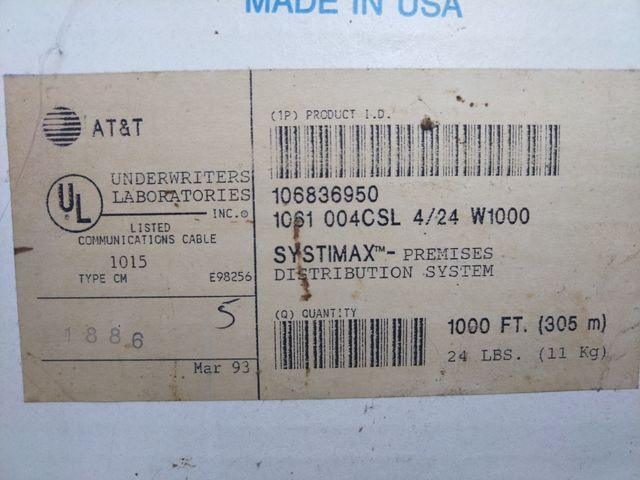 MADE IN USA
AT&T
UL
UNDERWRITERS
LABORATORIES
INC.®
LISTED
COMMUNICATIONS CABLE
1015
TYPE CM E98256
5
1886
Mar 93
(1P) PRODUCT I.D.
106836950
1061 004CSL 4/24 W1000
SYSTIMAX™- PREMISES
DISTRIBUTION SYSTEM
(Q) QUANTITY
1000 FT. (305 m)
24 LBS. (11 Kg)